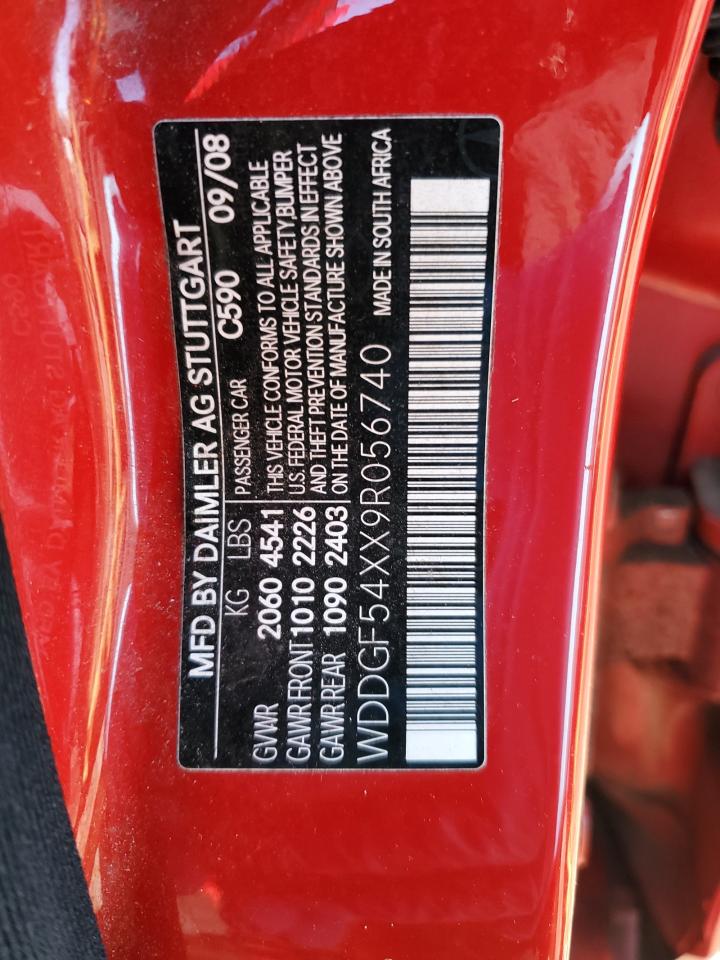 MFD BY DAIMLER AG STUTTGART
KG LBS PASSENGER CAR C590 09/08
GVWR 2060 4541 THIS VEHICLE CONFORMS TO ALL APPLICABLE
GAWR FRONT 1010 2226 U.S. FEDERAL MOTOR VEHICLE SAFETY, BUMPER
GAWR REAR 1090 2403 AND THEFT PREVENTION STANDARDS IN EFFECT
ON THE DATE OF MANUFACTURE SHOWN ABOVE
WDDGF54XX9R056740 MADE IN SOUTH AFRICA